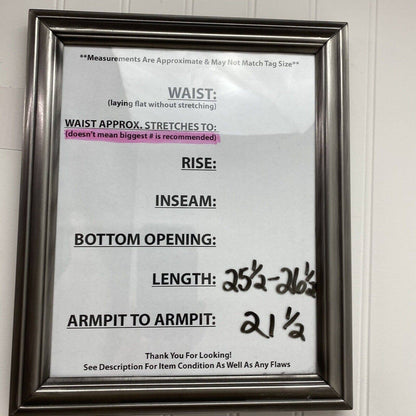 **Measurements Are Approximate & May Not Match Tag Size**
WAIST:
(laying flat without stretching)
WAIST APPROX. STRETCHES TO:
(doesn't mean biggest # is recommended)
RISE:
INSEAM:
BOTTOM OPENING:
LENGTH: 25½-26½
ARMPIT TO ARMPIT: 21½
Thank You For Looking!
See Description For Item Condition As Well As Any Flaws